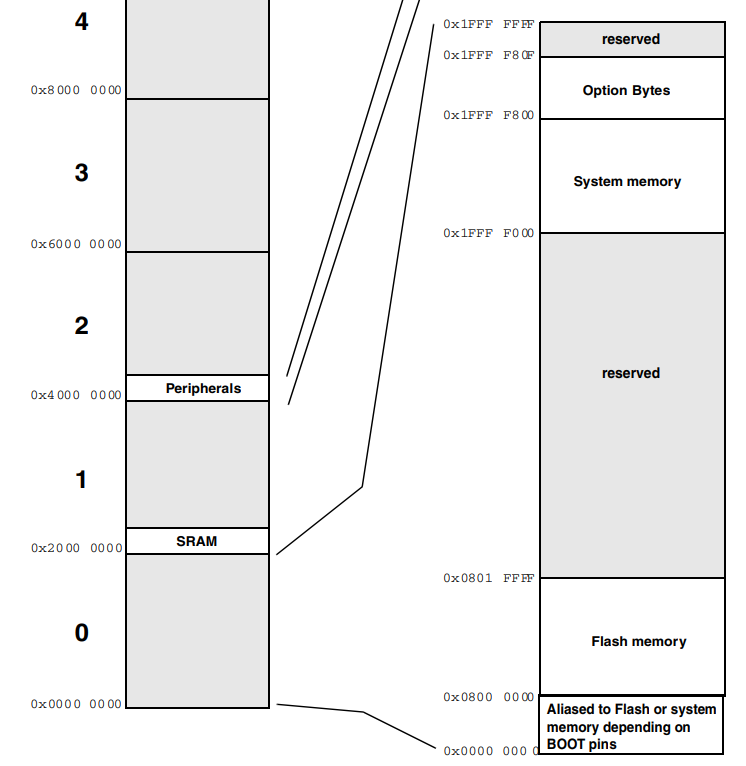 4
0x8000 0000
3
0x6000 0000
2
Peripherals
0x4000 0000
1
SRAM
0x2000 0000
0
0x0000 0000
0x1FFF FFFF
reserved
0x1FFF F80F
Option Bytes
0x1FFF F800
System memory
0x1FFF F000
reserved
0x0801 FFFF
Flash memory
0x0800 0000
Aliased to Flash or system
memory depending on
BOOT pins
0x0000 0000